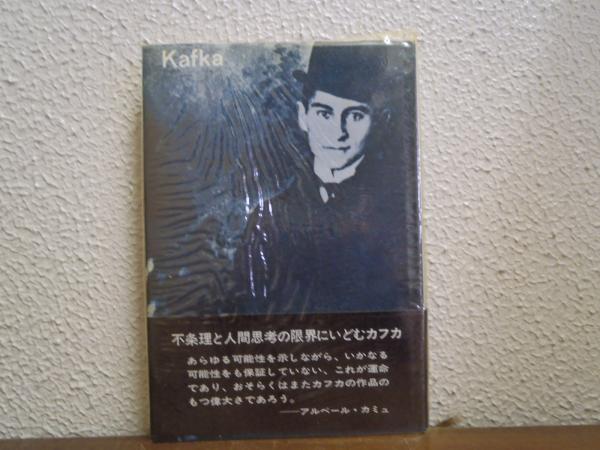 Kafka
不条理と人間思考の限界にいどむカフカ
あらゆる可能性を示しながら、いかなる
可能性をも保証していない、これが運命
であり、おそらくはまたカフカの作品の
もつ偉大さであろう。
——アルベール・カミュ